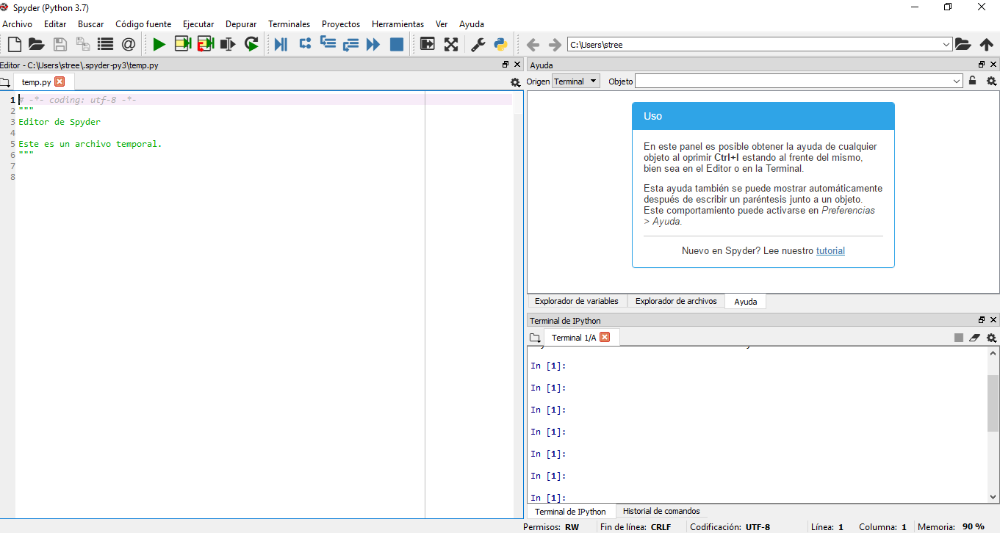 Spyder (Python 3.7)
Archivo Editar Buscar Código fuente Ejecutar Depurar Terminales Proyectos Herramientas Ver Ayuda
C:\Users\stree
Editor - C:\Users\stree\.spyder-py3\temp.py
temp.py
1 # -*- coding: utf-8 -*-
2 """
3 Editor de Spyder
4
5 Este es un archivo temporal.
6 """
7
8
Ayuda
Origen Terminal Objeto
Uso
En este panel es posible obtener la ayuda de cualquier
objeto al oprimir Ctrl+I estando al frente del mismo,
bien sea en el Editor o en la Terminal.
Esta ayuda también se puede mostrar automáticamente
después de escribir un paréntesis junto a un objeto.
Este comportamiento puede activarse en Preferencias
> Ayuda.
Nuevo en Spyder? Lee nuestro tutorial
Explorador de variables Explorador de archivos Ayuda
Terminal de IPython
Terminal 1/A
In [1]:
In [1]:
In [1]:
In [1]:
In [1]:
In [1]:
In [1]:
Terminal de IPython Historial de comandos
Permisos: RW Fin de línea: CRLF Codificación: UTF-8 Línea: 1 Columna: 1 Memoria: 90 %